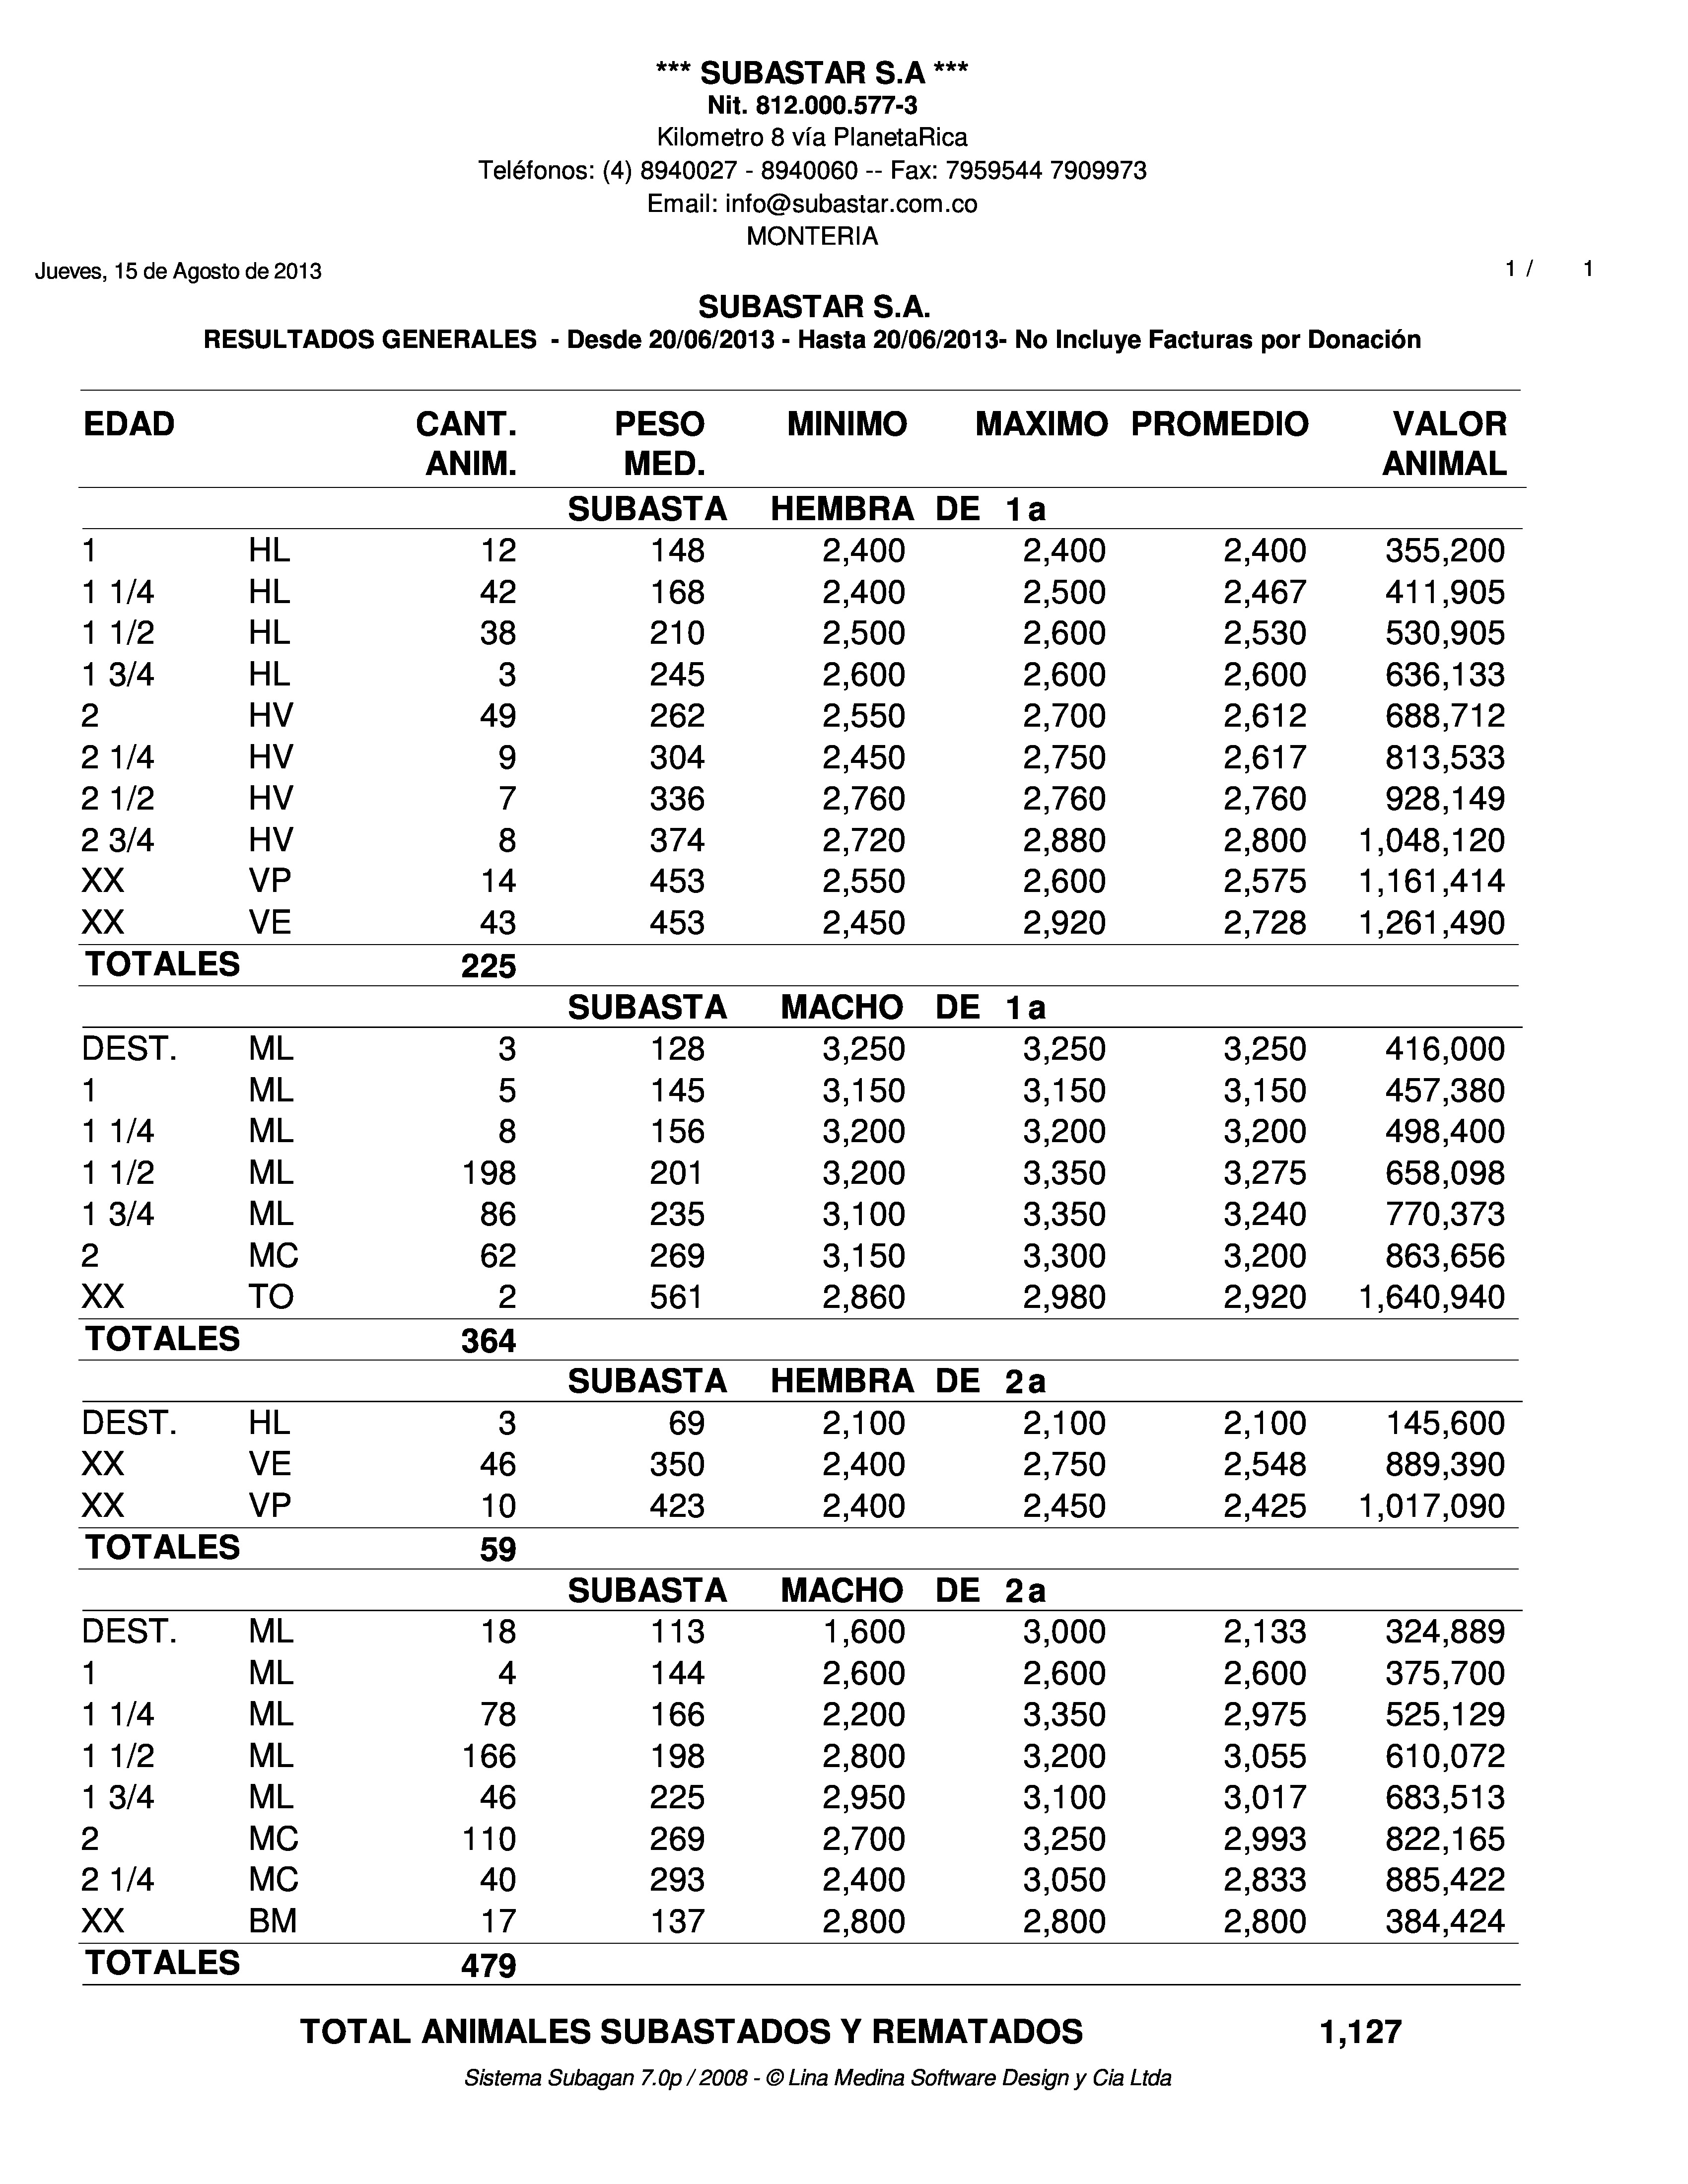 *** SUBASTAR S.A ***
Nit. 812.000.577-3
Kilometro 8 vía PlanetaRica
Teléfonos: (4) 8940027 - 8940060 -- Fax: 7959544 7909973
Email: info@subastar.com.co
MONTERIA
Jueves, 15 de Agosto de 2013 1 / 1
SUBASTAR S.A.
RESULTADOS GENERALES - Desde 20/06/2013 - Hasta 20/06/2013- No Incluye Facturas por Donación
EDAD CANT. PESO MINIMO MAXIMO PROMEDIO VALOR
ANIM. MED. ANIMAL
SUBASTA HEMBRA DE 1a
1 HL 12 148 2,400 2,400 2,400 355,200
1 1/4 HL 42 168 2,400 2,500 2,467 411,905
1 1/2 HL 38 210 2,500 2,600 2,530 530,905
1 3/4 HL 3 245 2,600 2,600 2,600 636,133
2 HV 49 262 2,550 2,700 2,612 688,712
2 1/4 HV 9 304 2,450 2,750 2,617 813,533
2 1/2 HV 7 336 2,760 2,760 2,760 928,149
2 3/4 HV 8 374 2,720 2,880 2,800 1,048,120
XX VP 14 453 2,550 2,600 2,575 1,161,414
XX VE 43 453 2,450 2,920 2,728 1,261,490
TOTALES 225
SUBASTA MACHO DE 1a
DEST. ML 3 128 3,250 3,250 3,250 416,000
1 ML 5 145 3,150 3,150 3,150 457,380
1 1/4 ML 8 156 3,200 3,200 3,200 498,400
1 1/2 ML 198 201 3,200 3,350 3,275 658,098
1 3/4 ML 86 235 3,100 3,350 3,240 770,373
2 MC 62 269 3,150 3,300 3,200 863,656
XX TO 2 561 2,860 2,980 2,920 1,640,940
TOTALES 364
SUBASTA HEMBRA DE 2a
DEST. HL 3 69 2,100 2,100 2,100 145,600
XX VE 46 350 2,400 2,750 2,548 889,390
XX VP 10 423 2,400 2,450 2,425 1,017,090
TOTALES 59
SUBASTA MACHO DE 2a
DEST. ML 18 113 1,600 3,000 2,133 324,889
1 ML 4 144 2,600 2,600 2,600 375,700
1 1/4 ML 78 166 2,200 3,350 2,975 525,129
1 1/2 ML 166 198 2,800 3,200 3,055 610,072
1 3/4 ML 46 225 2,950 3,100 3,017 683,513
2 MC 110 269 2,700 3,250 2,993 822,165
2 1/4 MC 40 293 2,400 3,050 2,833 885,422
XX BM 17 137 2,800 2,800 2,800 384,424
TOTALES 479
TOTAL ANIMALES SUBASTADOS Y REMATADOS 1,127
Sistema Subagan 7.0p / 2008 - © Lina Medina Software Design y Cia Ltda